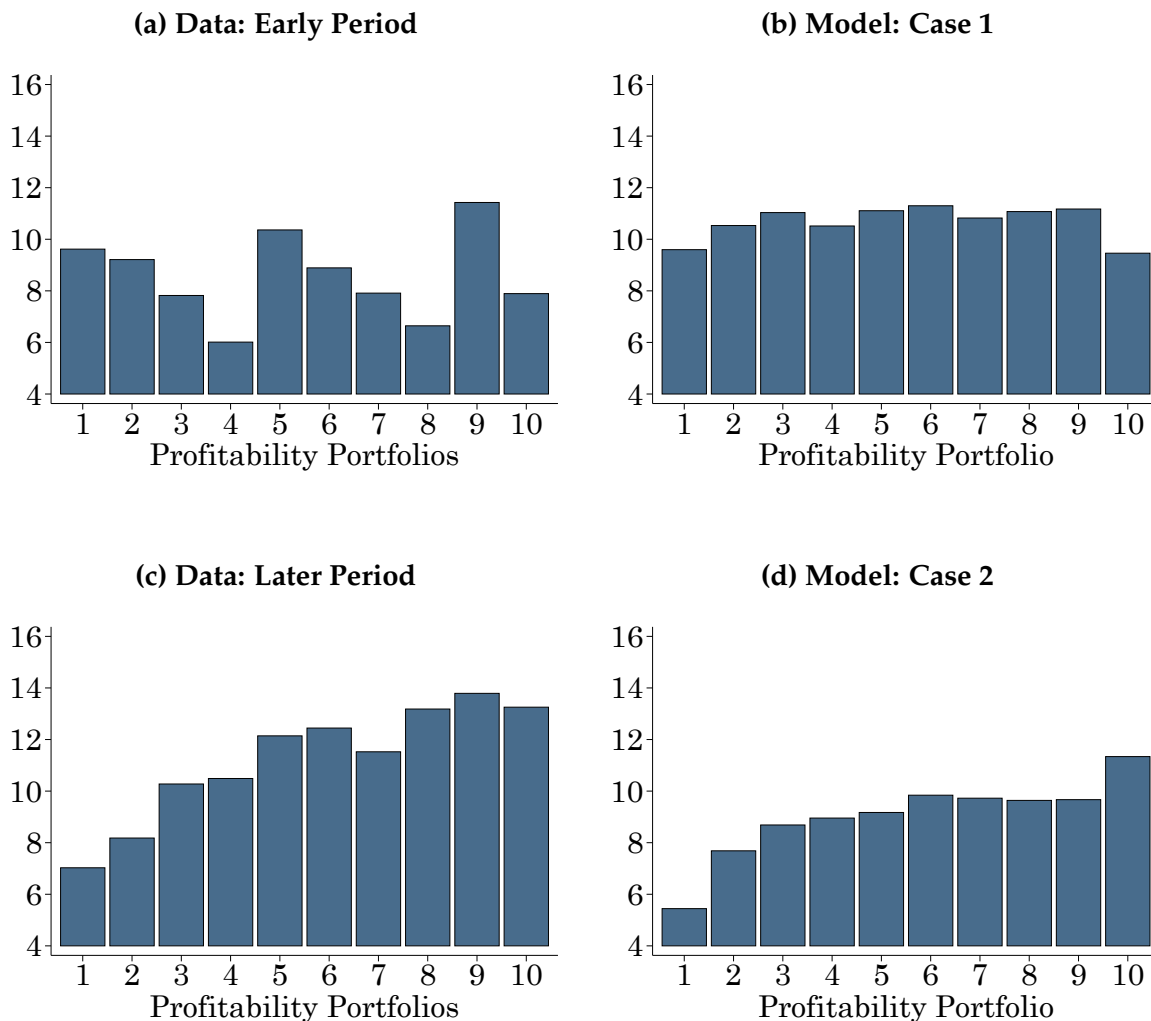 (a) Data: Early Period
16
14
12
10
8
6
4
1 2 3 4 5 6 7 8 9 10
Profitability Portfolios
(b) Model: Case 1
16
14
12
10
8
6
4
1 2 3 4 5 6 7 8 9 10
Profitability Portfolio
(c) Data: Later Period
16
14
12
10
8
6
4
1 2 3 4 5 6 7 8 9 10
Profitability Portfolios
(d) Model: Case 2
16
14
12
10
8
6
4
1 2 3 4 5 6 7 8 9 10
Profitability Portfolio